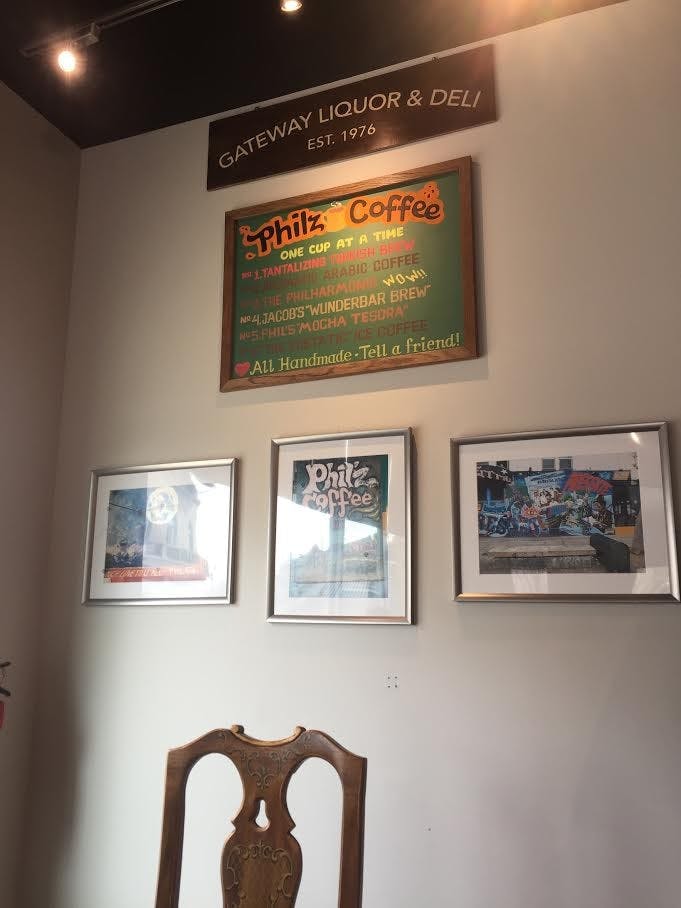 GATEWAY LIQUOR & DELI
EST. 1976
Philz Coffee
ONE CUP AT A TIME
No 1. TANTALIZING TURKISH BREW
ARABIC COFFEE
THE PHILHARMONIC WOW!!
No 4. JACOB'S "WUNDERBAR BREW"
No 5. PHIL'S "MOCHA TESORA"
ICE COFFEE
All Handmade - Tell a friend!
Phil'z
coffee